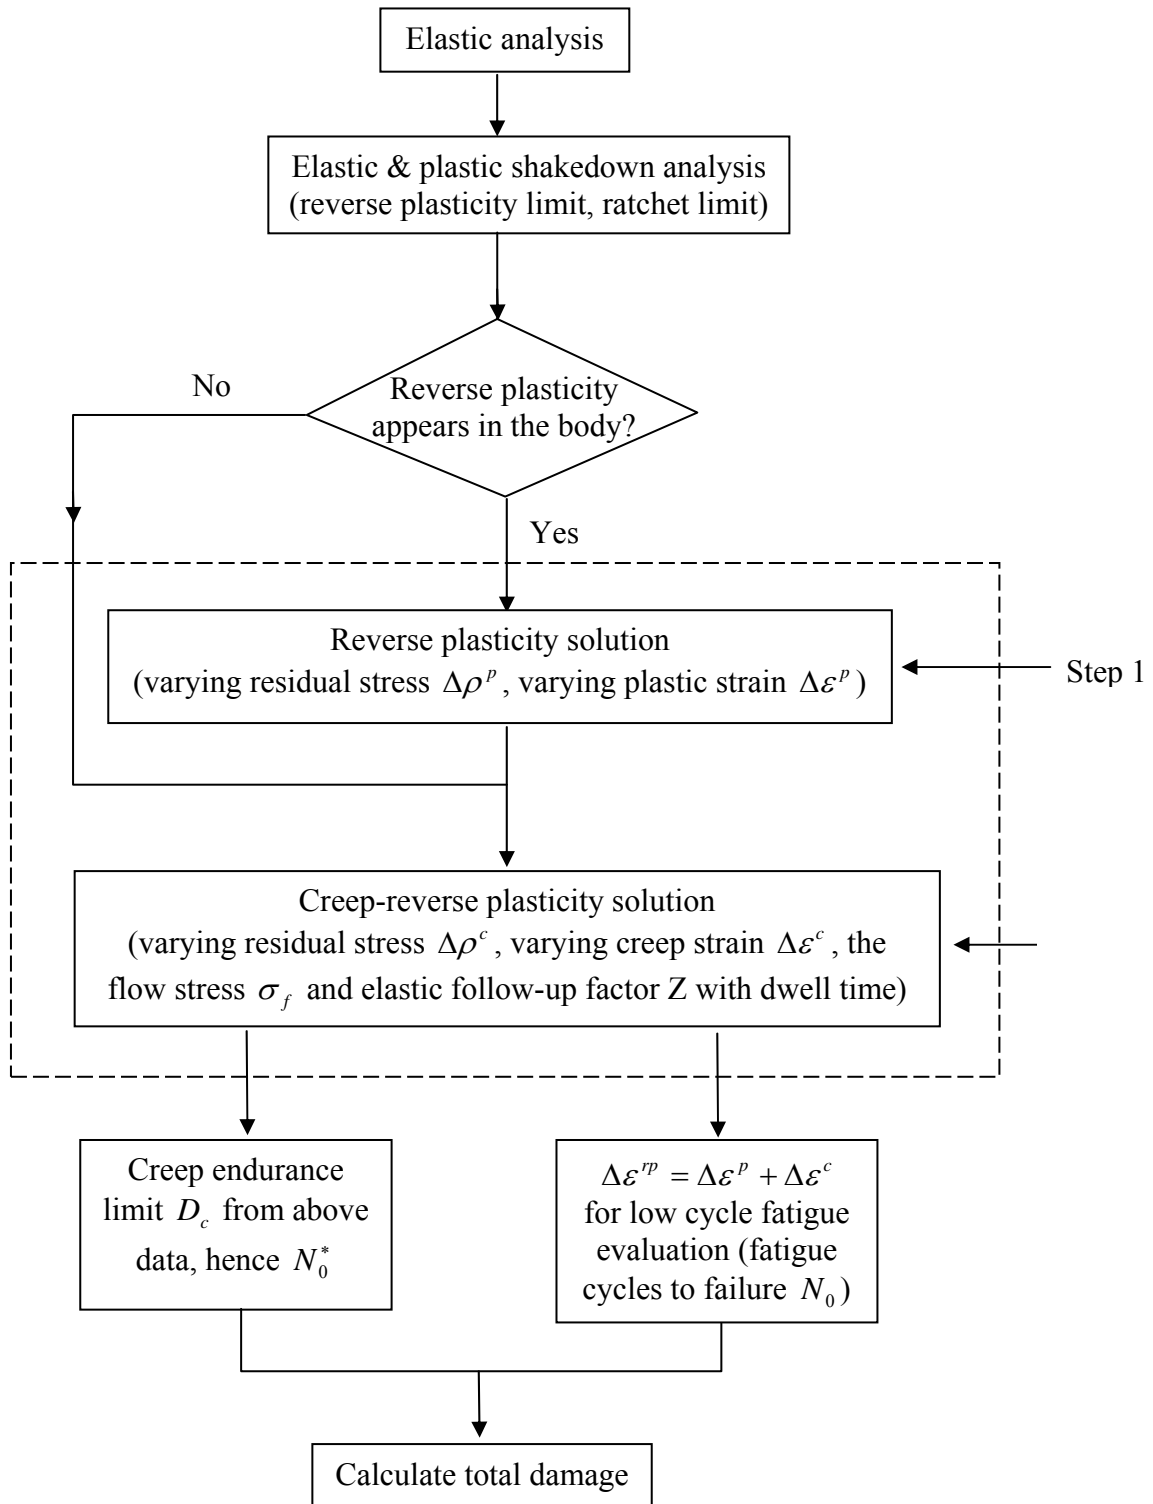 Elastic analysis
Elastic & plastic shakedown analysis
(reverse plasticity limit, ratchet limit)
No
Reverse plasticity
appears in the body?
Yes
Reverse plasticity solution
(varying residual stress Δρ^p, varying plastic strain Δε^p)
Step 1
Creep-reverse plasticity solution
(varying residual stress Δρ^c, varying creep strain Δε^c, the
flow stress σ_f and elastic follow-up factor Z with dwell time)
Creep endurance
limit D_c from above
data, hence N_0^*
Δε^rp = Δε^p + Δε^c
for low cycle fatigue
evaluation (fatigue
cycles to failure N_0)
Calculate total damage